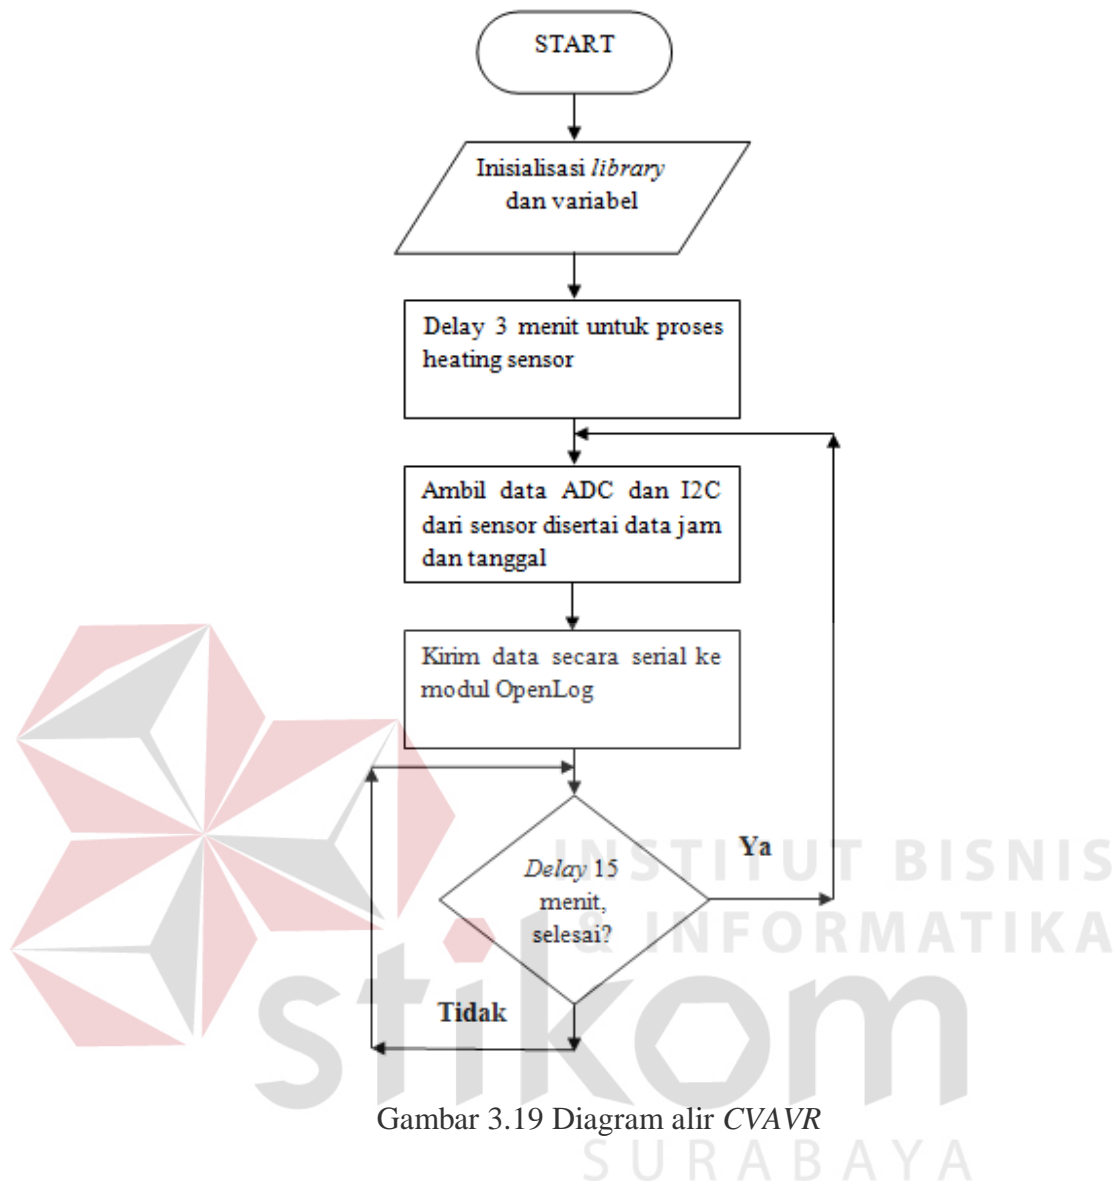 START
Inisialisasi library
dan variabel
Delay 3 menit untuk proses
heating sensor
Ambil data ADC dan I2C
dari sensor disertai data jam
dan tanggal
Kirim data secara serial ke
modul OpenLog
Delay 15
menit,
selesai?
Ya
Tidak
INSTITUT BISNIS
& INFORMATIKA
stikom
SURABAYA
Gambar 3.19 Diagram alir CVAVR